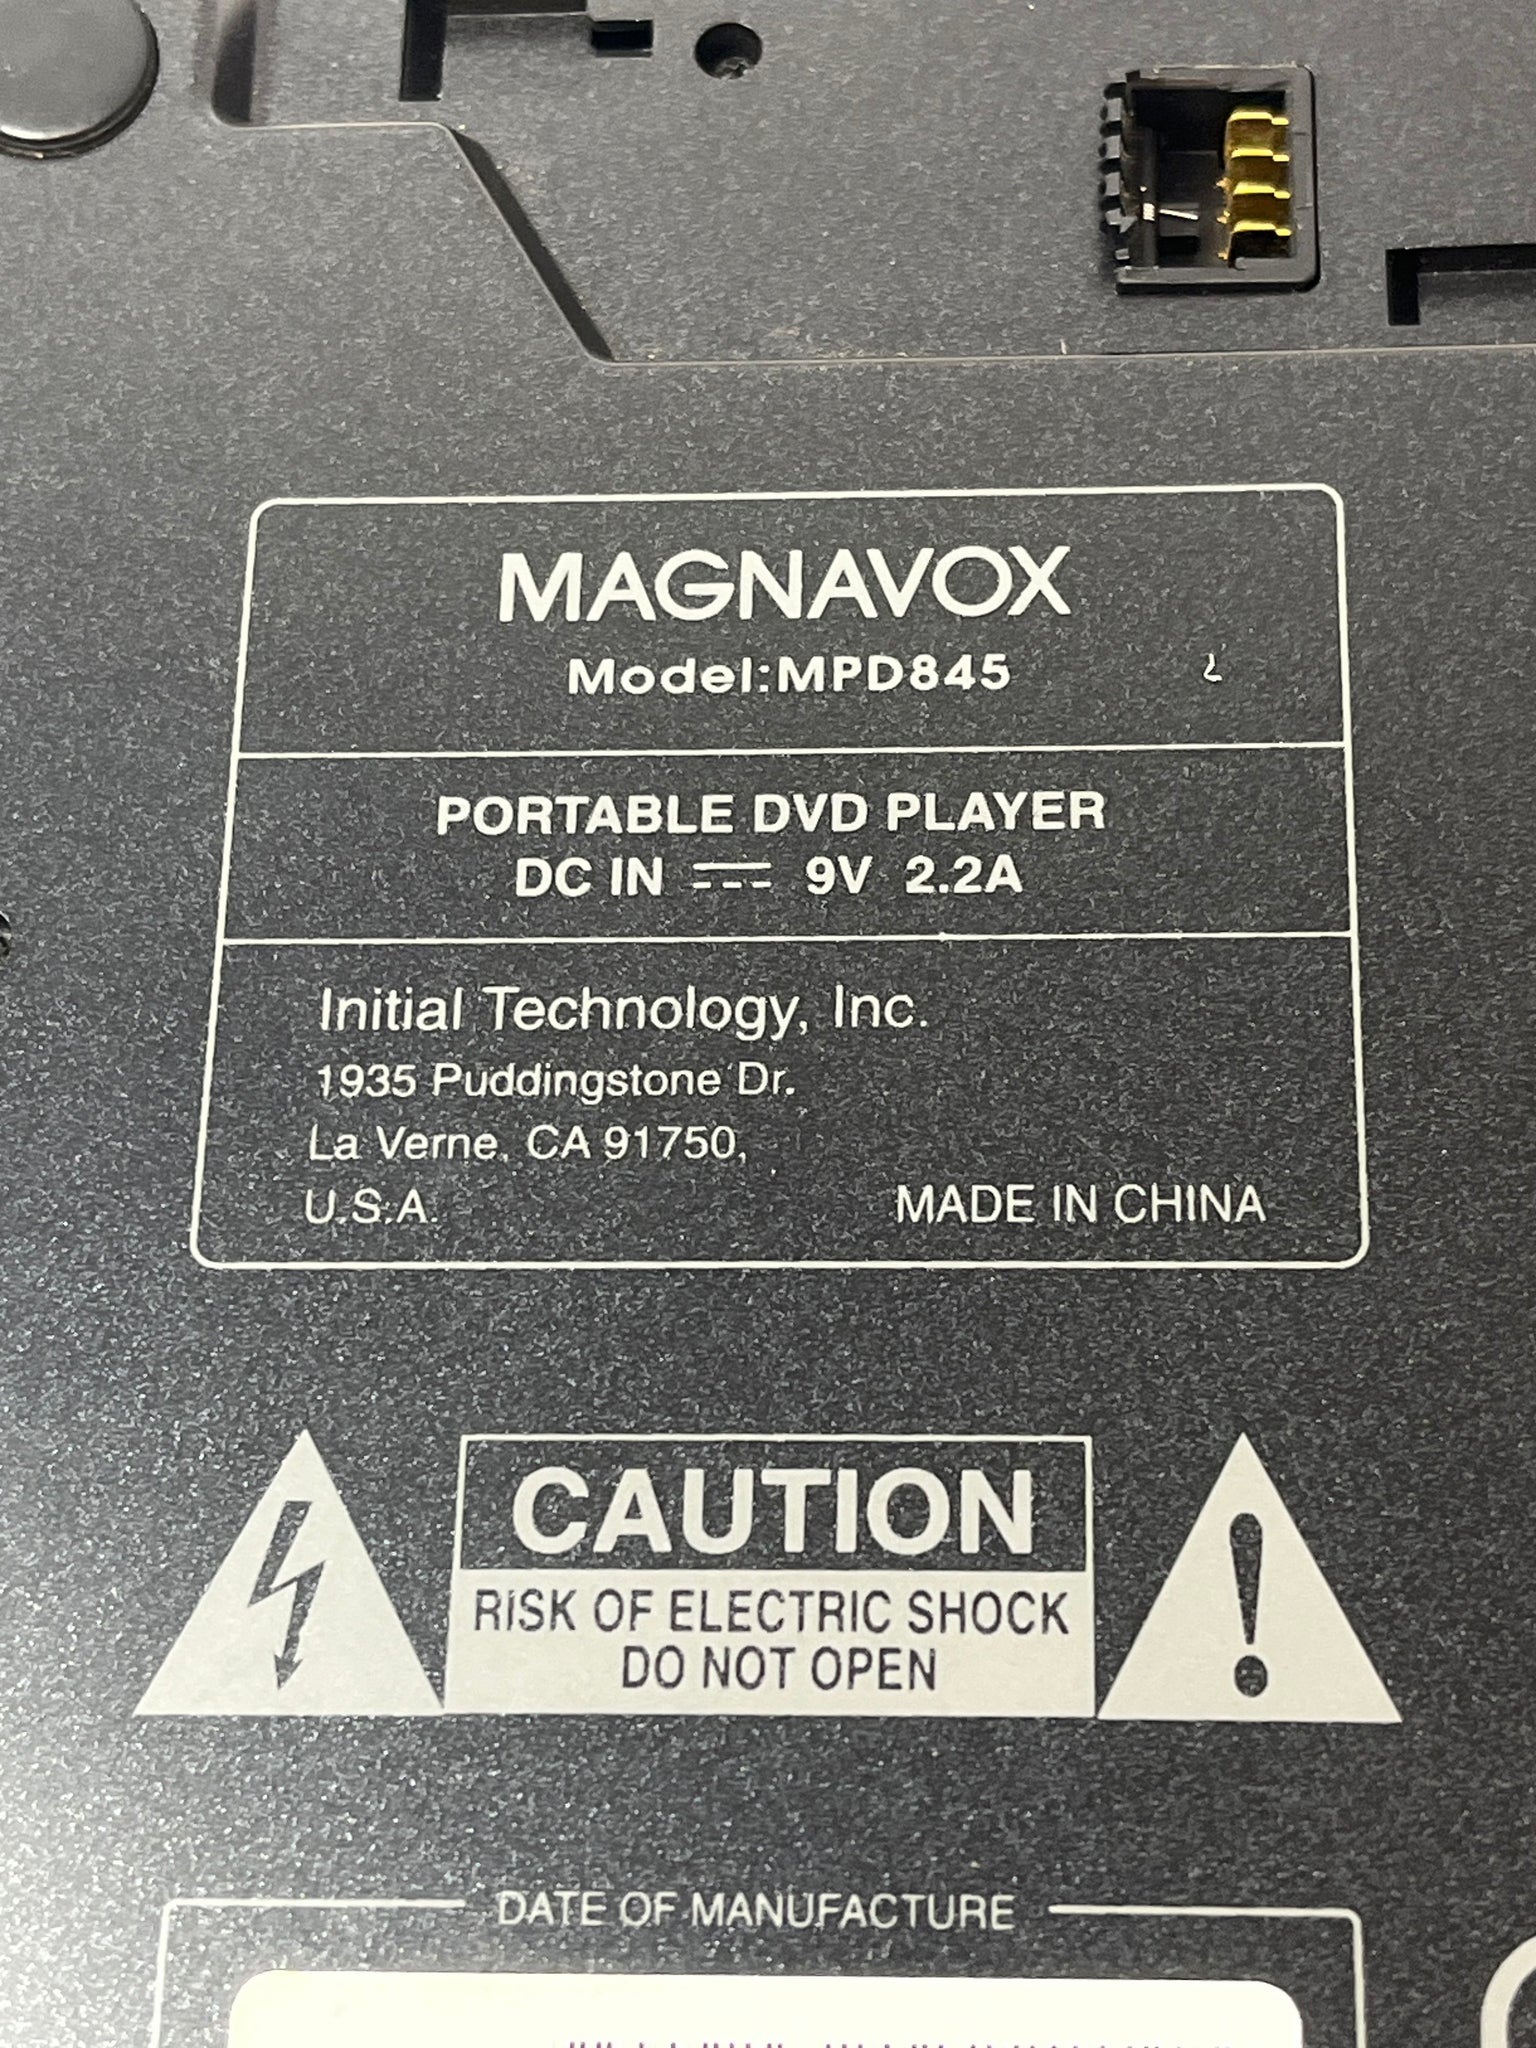 MAGNAVOX
Model:MPD845
PORTABLE DVD PLAYER
DC IN ⎓ 9V 2.2A
Initial Technology, Inc.
1935 Puddingstone Dr.
La Verne, CA 91750,
U.S.A.
MADE IN CHINA
CAUTION
RISK OF ELECTRIC SHOCK
DO NOT OPEN
DATE OF MANUFACTURE